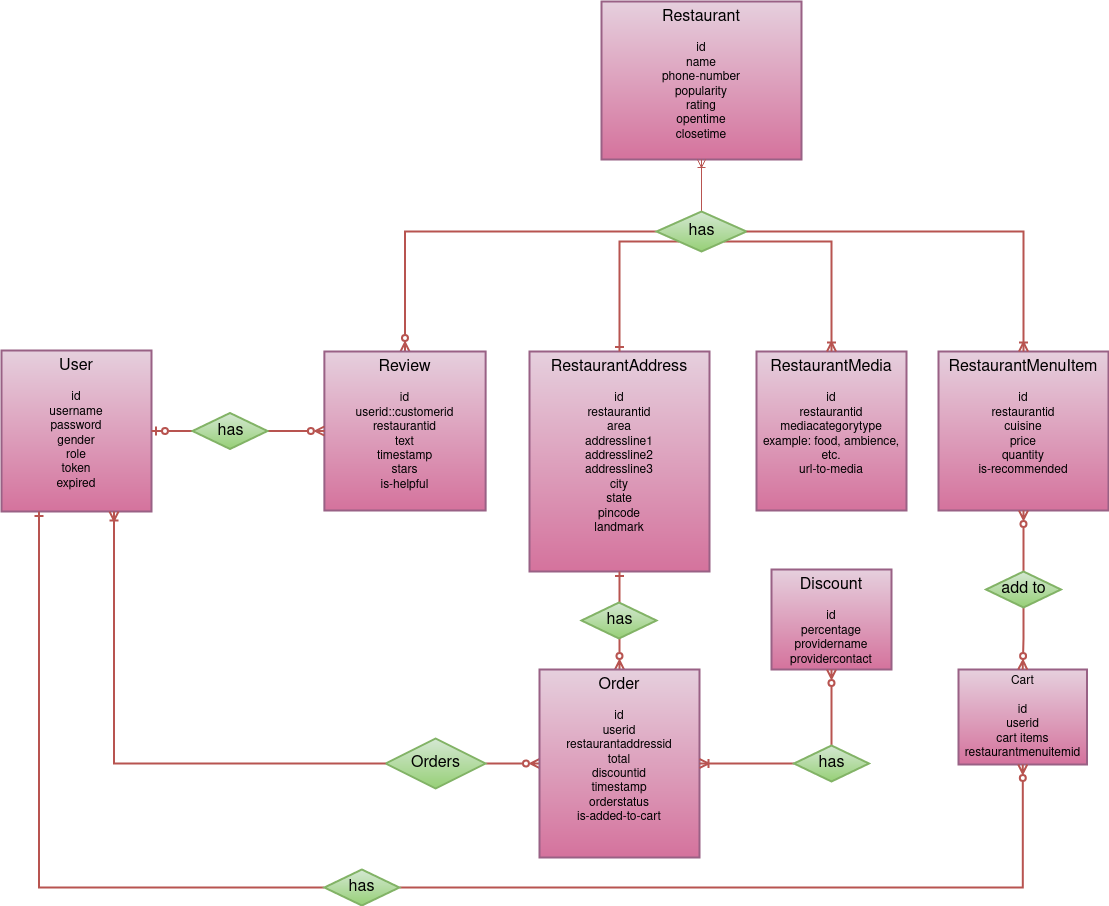 Restaurant
id
name
phone-number
popularity
rating
opentime
closetime
has
User
id
username
password
gender
role
token
expired
has
Review
id
userid::customerid
restaurantid
text
timestamp
stars
is-helpful
RestaurantAddress
id
restaurantid
area
addressline1
addressline2
addressline3
city
state
pincode
landmark
RestaurantMedia
id
restaurantid
mediacategorytype
example: food, ambience,
etc.
url-to-media
RestaurantMenuItem
id
restaurantid
cuisine
price
quantity
is-recommended
has
Discount
id
percentage
providername
providercontact
add to
Order
id
userid
restaurantaddressid
total
discountid
timestamp
orderstatus
is-added-to-cart
Cart
id
userid
cart items
restaurantmenuitemid
Orders
has
has